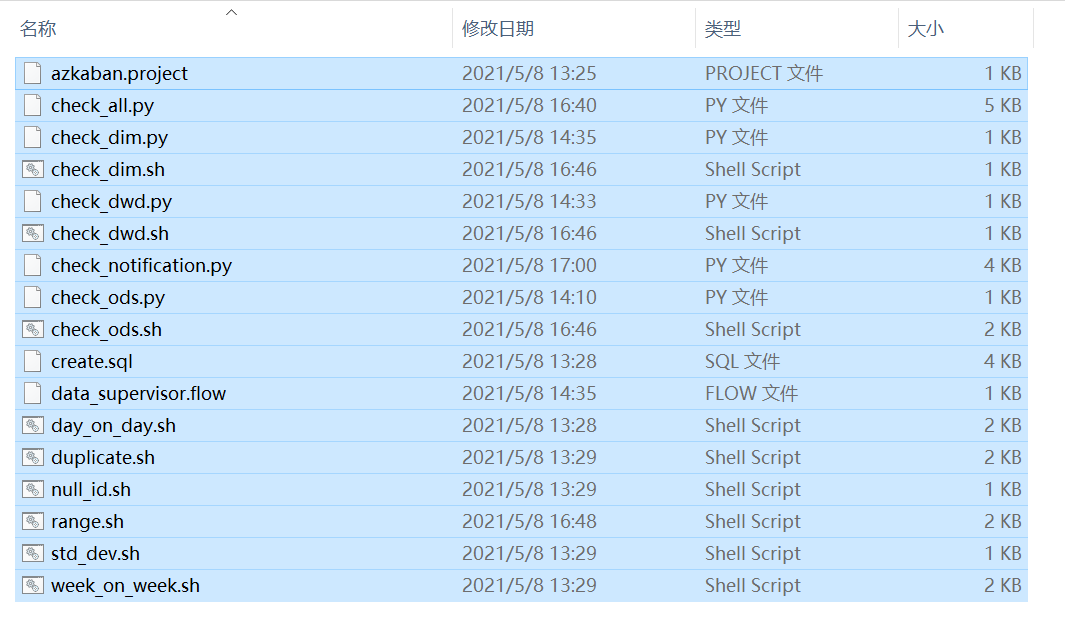 名称 修改日期 类型 大小
azkaban.project 2021/5/8 13:25 PROJECT 文件 1 KB
check_all.py 2021/5/8 16:40 PY 文件 5 KB
check_dim.py 2021/5/8 14:35 PY 文件 1 KB
check_dim.sh 2021/5/8 16:46 Shell Script 1 KB
check_dwd.py 2021/5/8 14:33 PY 文件 1 KB
check_dwd.sh 2021/5/8 16:46 Shell Script 1 KB
check_notification.py 2021/5/8 17:00 PY 文件 4 KB
check_ods.py 2021/5/8 14:10 PY 文件 1 KB
check_ods.sh 2021/5/8 16:46 Shell Script 2 KB
create.sql 2021/5/8 13:28 SQL 文件 4 KB
data_supervisor.flow 2021/5/8 14:35 FLOW 文件 1 KB
day_on_day.sh 2021/5/8 13:28 Shell Script 2 KB
duplicate.sh 2021/5/8 13:29 Shell Script 2 KB
null_id.sh 2021/5/8 13:29 Shell Script 1 KB
range.sh 2021/5/8 16:48 Shell Script 2 KB
std_dev.sh 2021/5/8 13:29 Shell Script 1 KB
week_on_week.sh 2021/5/8 13:29 Shell Script 2 KB